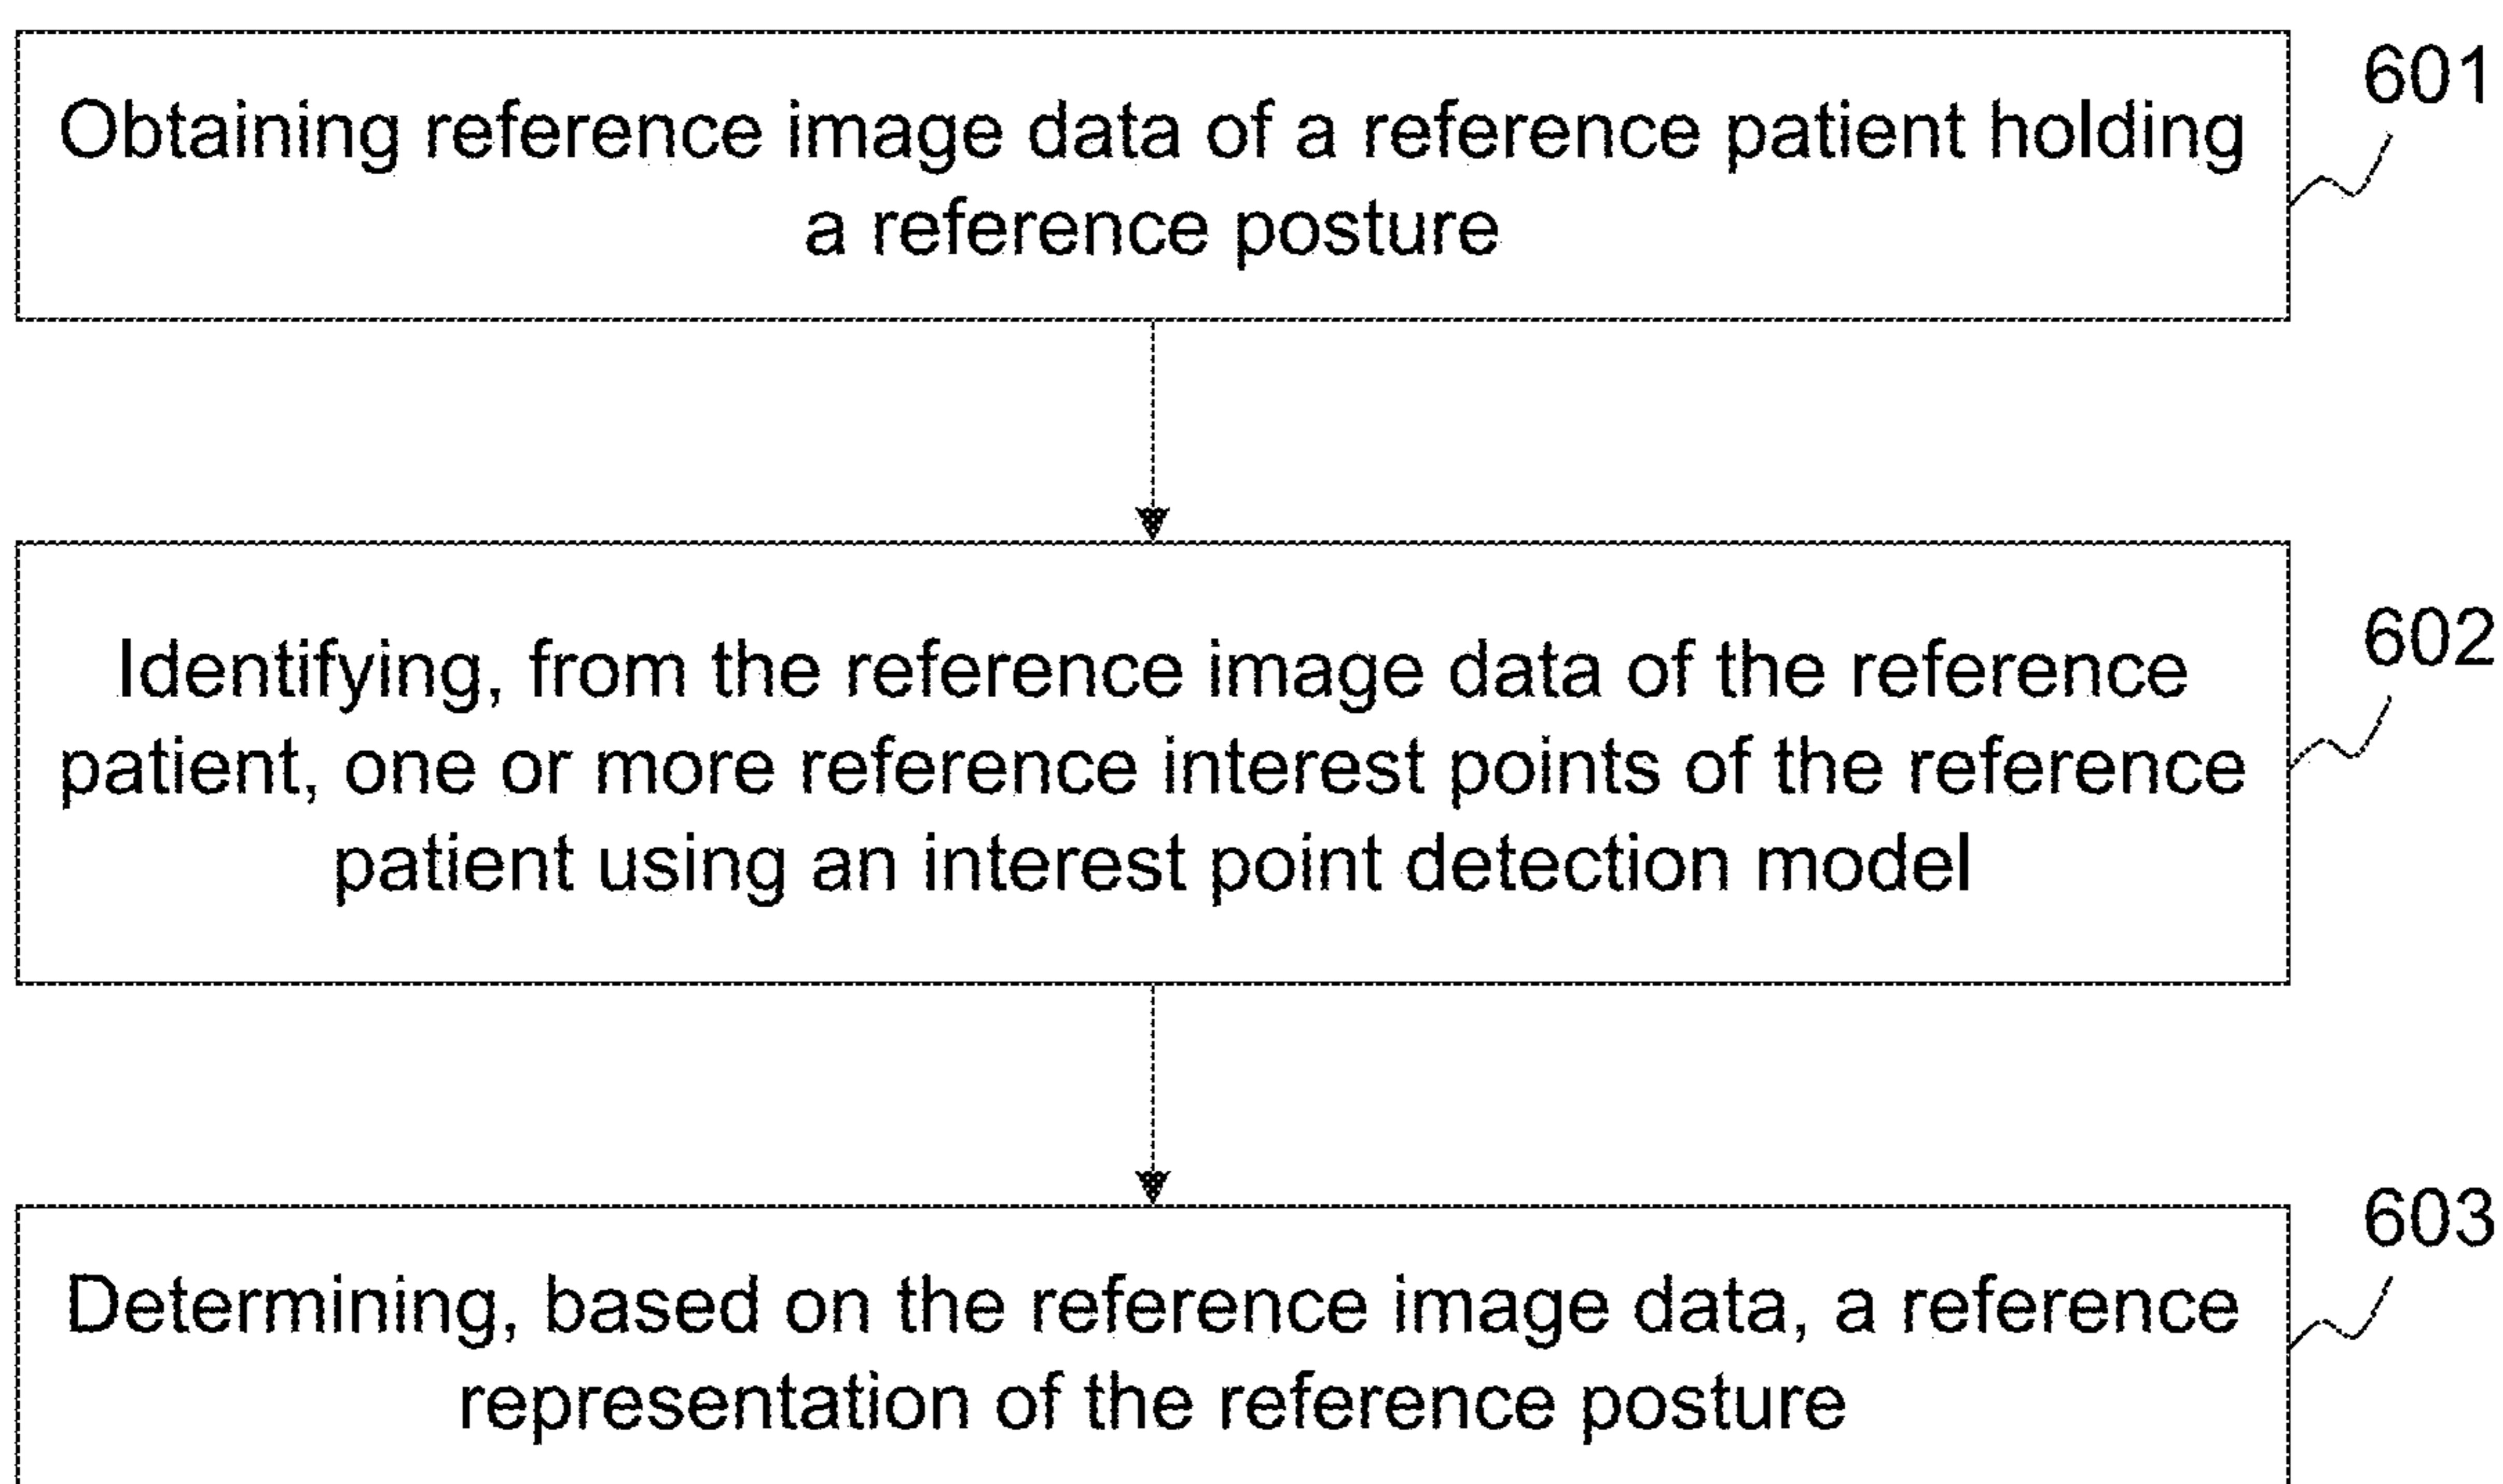 601
Obtaining reference image data of a reference patient holding
a reference posture
602
Identifying, from the reference image data of the reference
patient, one or more reference interest points of the reference
patient using an interest point detection model
603
Determining, based on the reference image data, a reference
representation of the reference posture